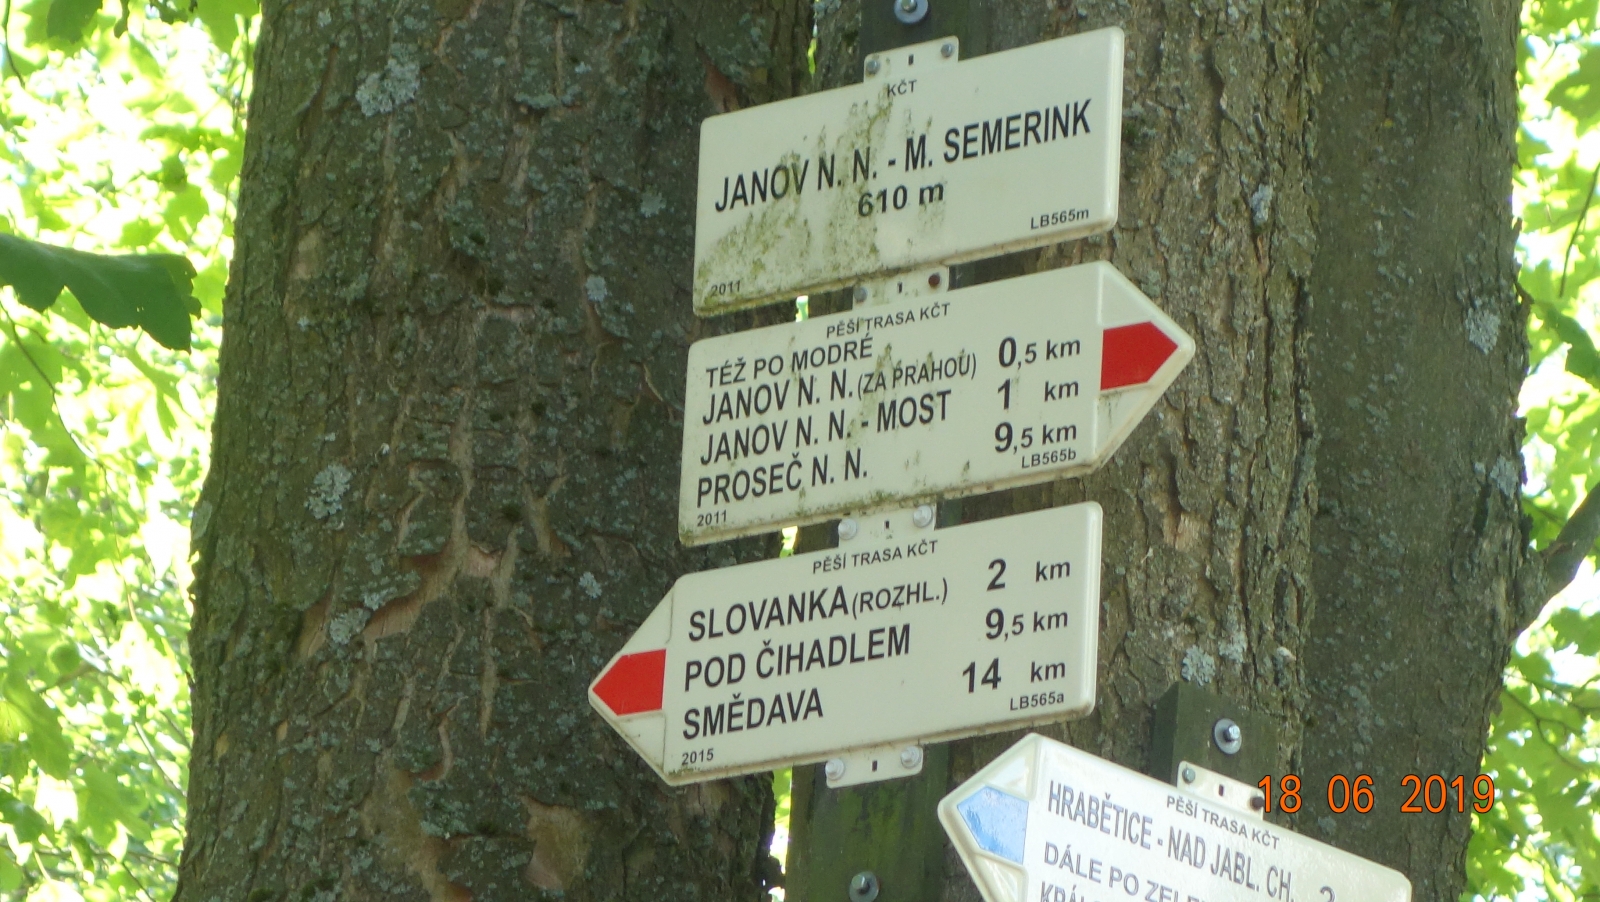 KČT
JANOV N. N. - M. SEMERINK
610 m
LB565m
2011
PĚŠÍ TRASA KČT
TÉŽ PO MODRÉ
JANOV N. N. (ZA PRAHOU) 0,5 km
JANOV N. N. - MOST 1 km
PROSEČ N. N. 9,5 km
LB565b
2011
PĚŠÍ TRASA KČT
SLOVANKA (ROZHL.) 2 km
POD ČIHADLEM 9,5 km
SMĚDAVA 14 km
LB565a
2015
PĚŠÍ TRASA KČT
HRABĚTICE - NAD JABL. CH.
DÁLE PO
18 06 2019